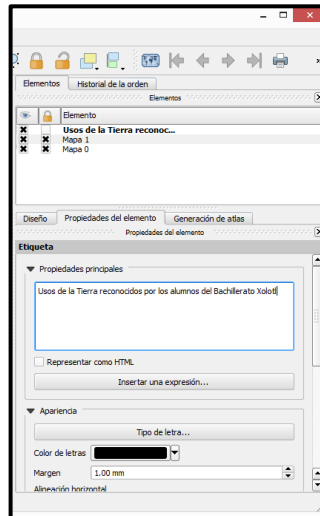 Elementos Historial de la orden
Elementos
Elemento
Usos de la Tierra reconoc...
Mapa 1
Mapa 0
Diseño Propiedades del elemento Generación de atlas
Propiedades del elemento
Etiqueta
Propiedades principales
Usos de la Tierra reconocidos por los alumnos del Bachillerato Xolotl
Representar como HTML
Insertar una expresión...
Apariencia
Tipo de letra...
Color de letras
Margen 1.00 mm
Alineación horizontal